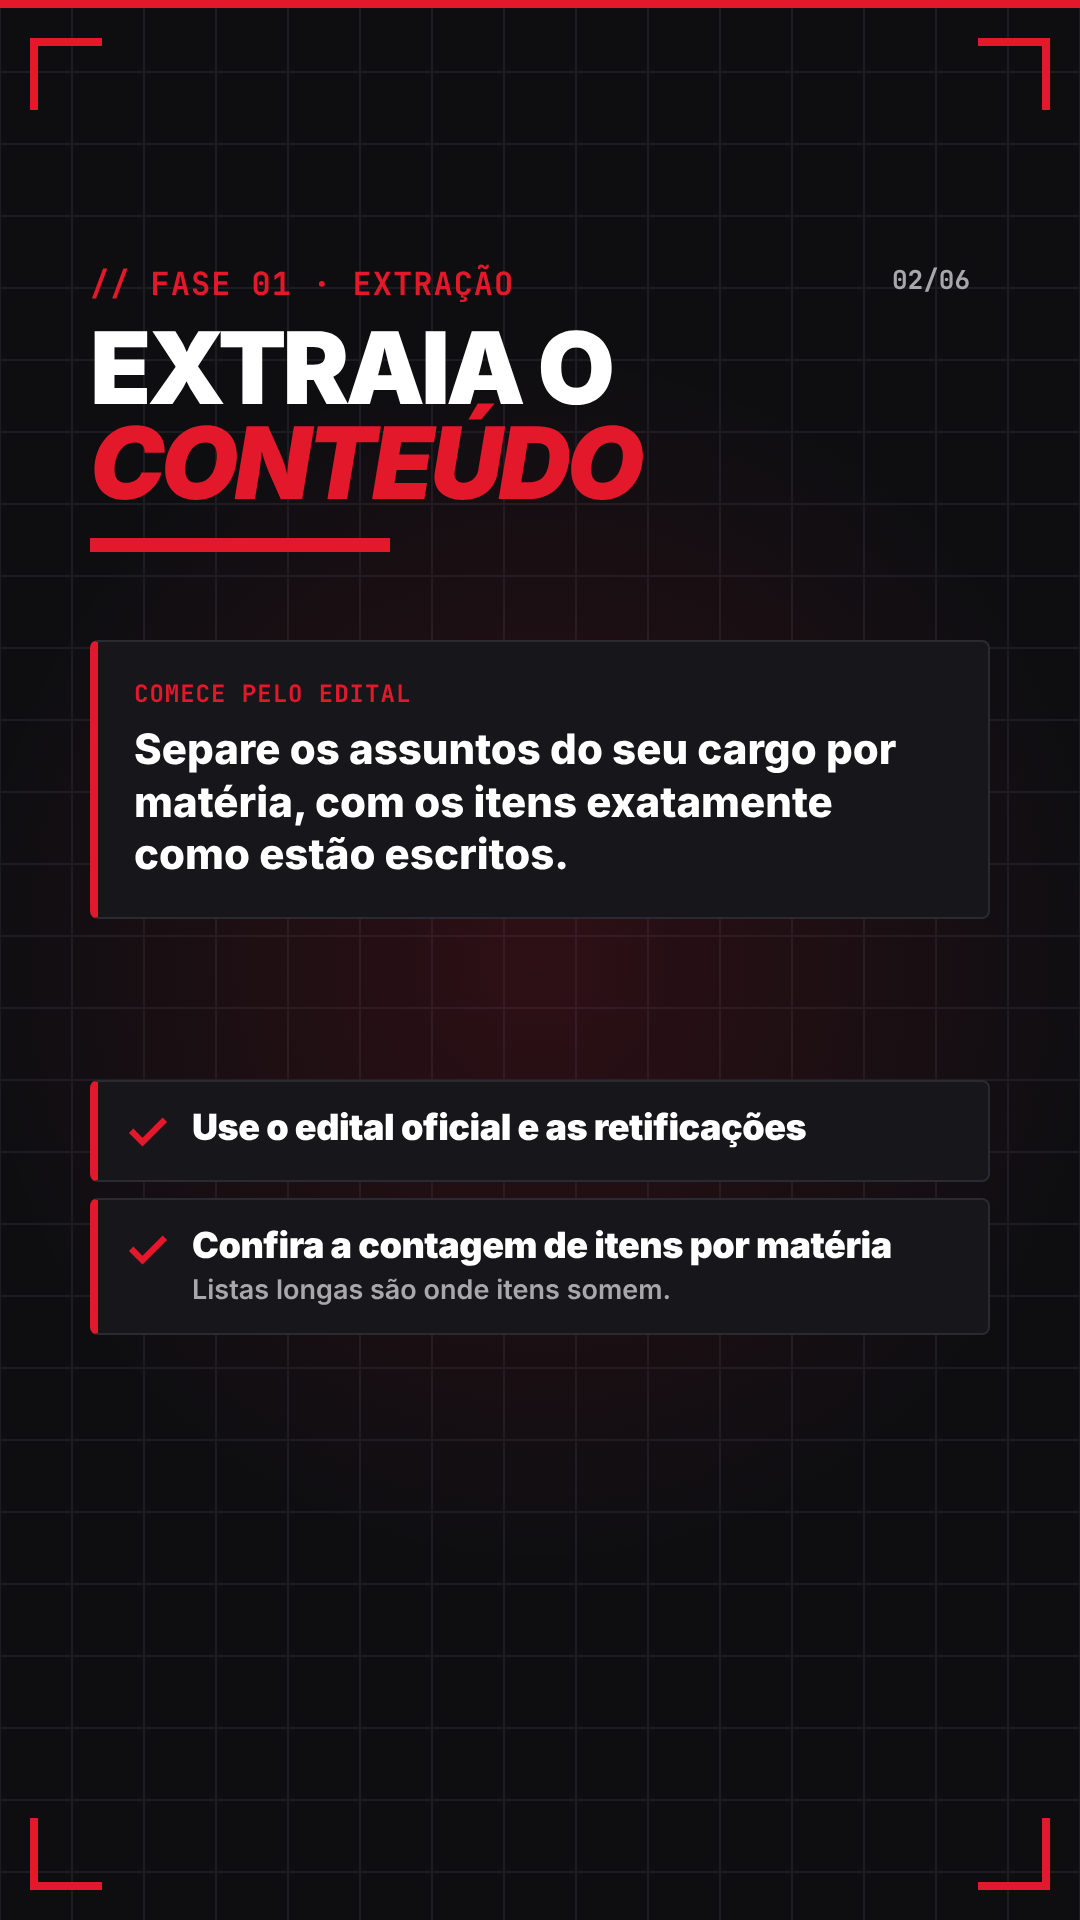 // FASE 01 · EXTRAÇÃO
02/06
EXTRAIA O
CONTEÚDO
COMECE PELO EDITAL
Separe os assuntos do seu cargo por
matéria, com os itens exatamente
como estão escritos.
Use o edital oficial e as retificações
Confira a contagem de itens por matéria
Listas longas são onde itens somem.